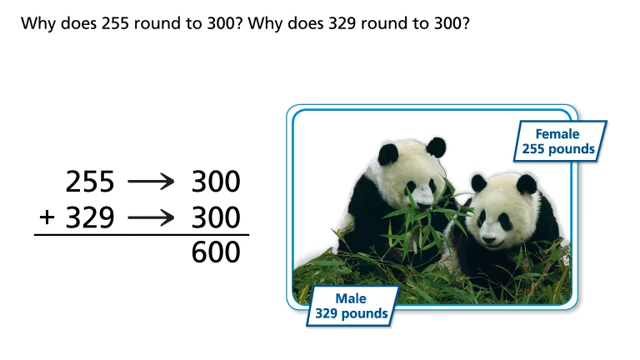 Why does 255 round to 300? Why does 329 round to 300?
Female
255 pounds
255 → 300
+ 329 → 300
600
Male
329 pounds